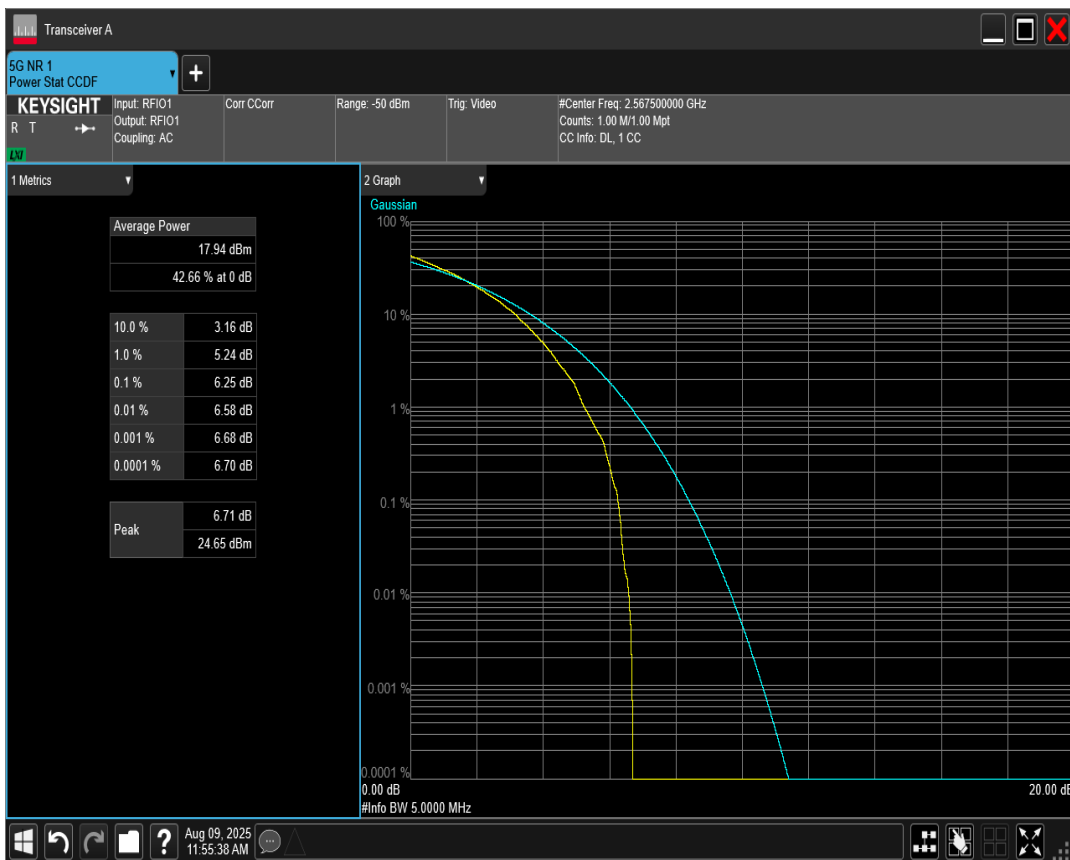 Transceiver A
5G NR 1
Power Stat CCDF
KEYSIGHT
R T
LXI
Input: RFIO1
Output: RFIO1
Coupling: AC
Corr CCorr
Range: -50 dBm
Trig: Video
#Center Freq: 2.567500000 GHz
Counts: 1.00 M/1.00 Mpt
CC Info: DL, 1 CC
1 Metrics
Average Power
17.94 dBm
42.66 % at 0 dB
10.0 % 3.16 dB
1.0 % 5.24 dB
0.1 % 6.25 dB
0.01 % 6.58 dB
0.001 % 6.68 dB
0.0001 % 6.70 dB
Peak 6.71 dB
24.65 dBm
2 Graph
Gaussian
100 %
10 %
1 %
0.1 %
0.01 %
0.001 %
0.0001 %
0.00 dB 20.00 dB
#Info BW 5.0000 MHz
Aug 09, 2025
11:55:38 AM